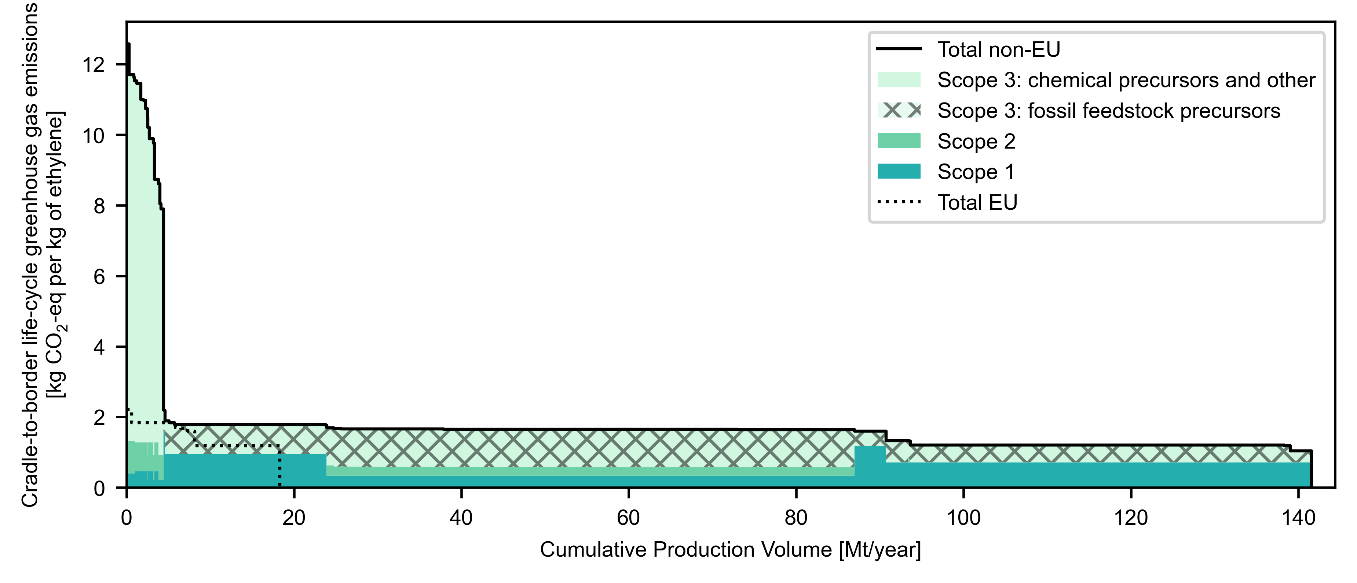 Cradle-to-border life-cycle greenhouse gas emissions
[kg CO₂-eq per kg of ethylene]
12
10
8
6
4
2
0
Total non-EU
Scope 3: chemical precursors and other
Scope 3: fossil feedstock precursors
Scope 2
Scope 1
Total EU
0 20 40 60 80 100 120 140
Cumulative Production Volume [Mt/year]